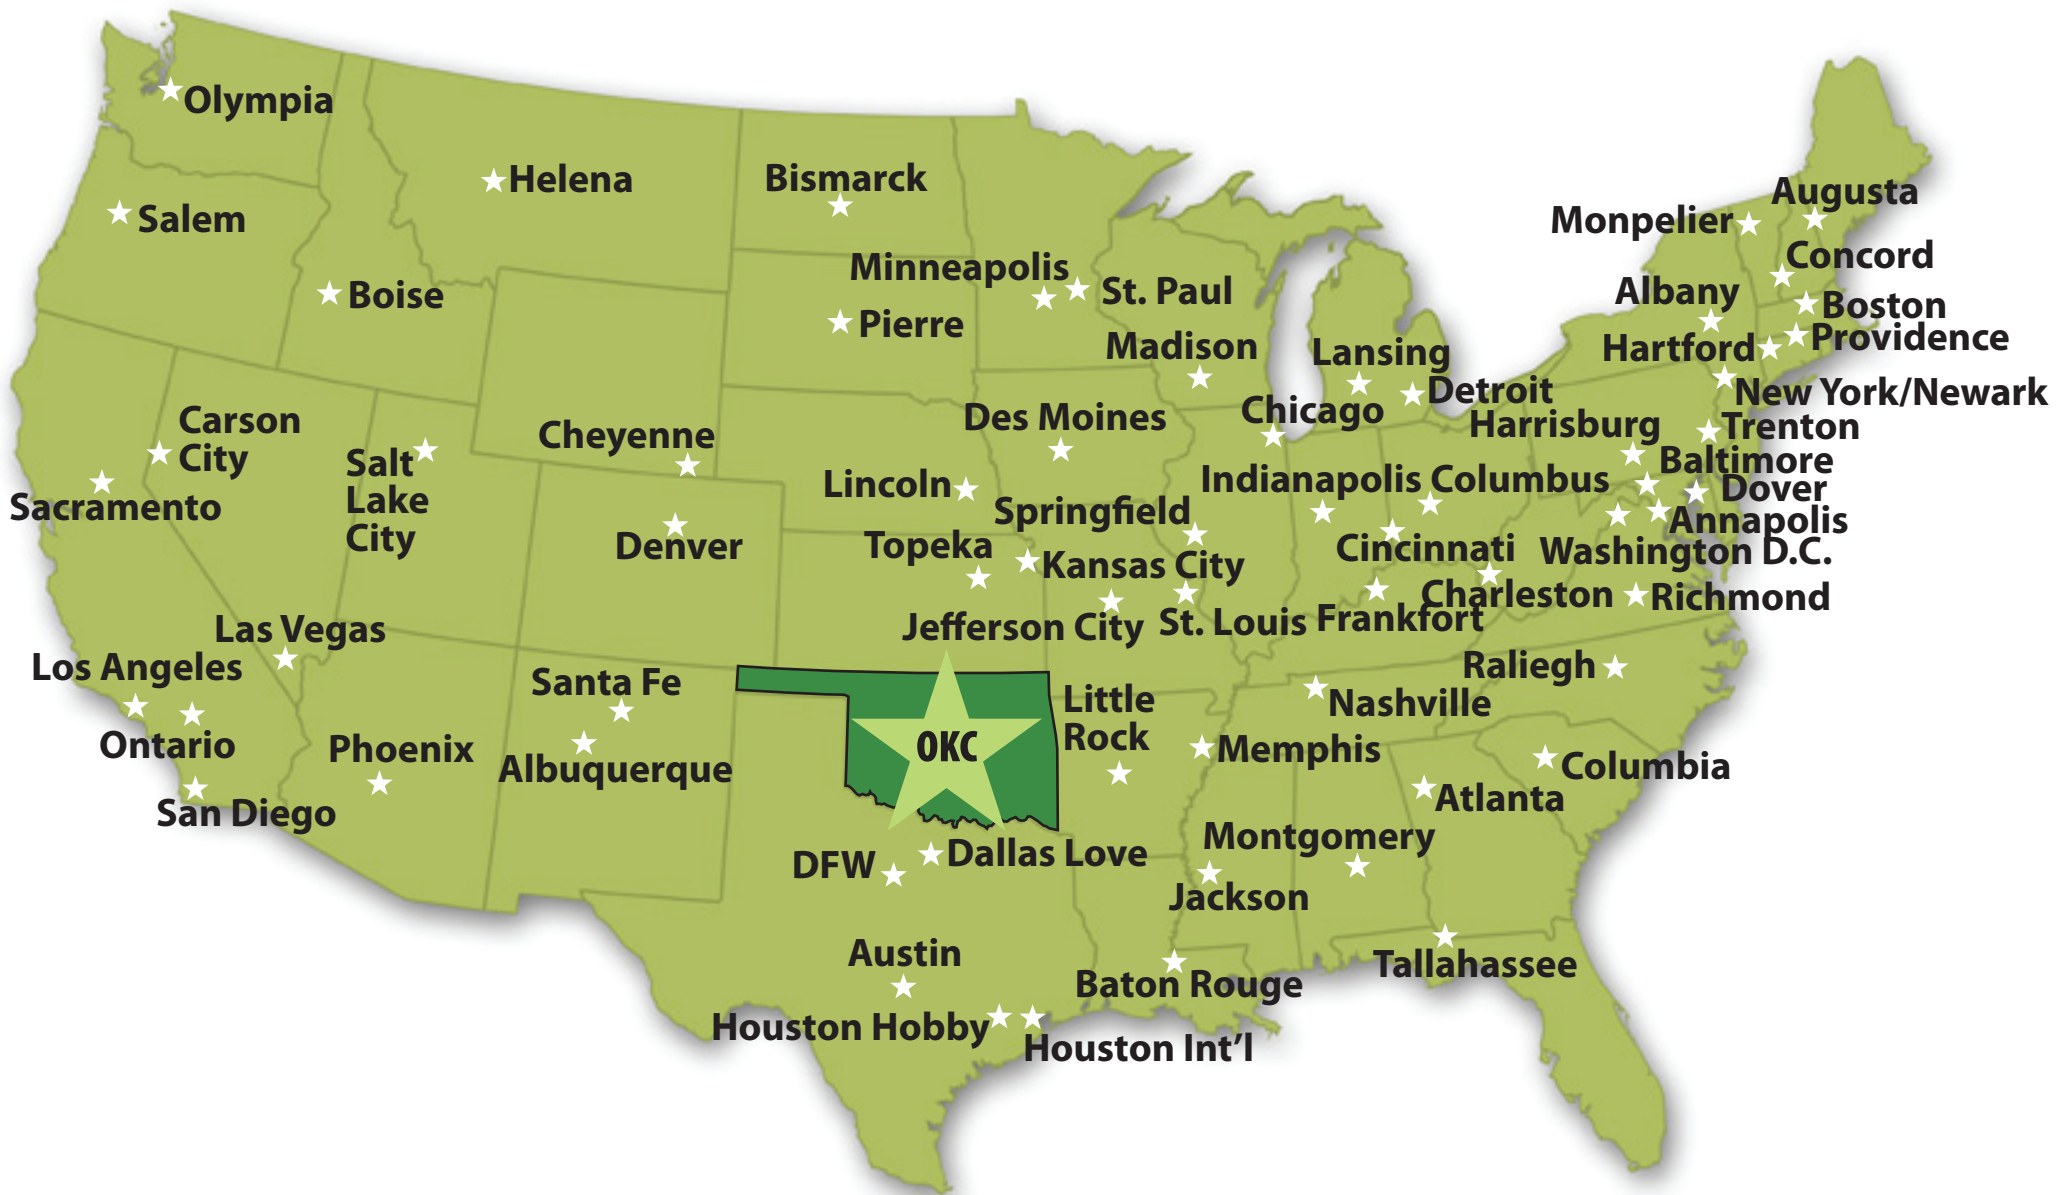 Olympia
Helena
Bismarck
Augusta
Salem
Monpelier
Concord
Minneapolis
St. Paul
Boise
Albany
Boston
Pierre
Providence
Madison
Lansing
Hartford
Detroit
New York/Newark
Chicago
Carson
City
Des Moines
Harrisburg
Trenton
Cheyenne
Salt
Lake
City
Baltimore
Lincoln
Indianapolis
Columbus
Dover
Sacramento
Springfield
Annapolis
Denver
Topeka
Kansas City
Cincinnati
Washington D.C.
Charleston
Richmond
Jefferson City
St. Louis
Frankfort
Las Vegas
Los Angeles
Santa Fe
Raliegh
Little
Rock
Nashville
Ontario
Phoenix
Albuquerque
OKC
Memphis
Columbia
San Diego
Atlanta
Montgomery
DFW
Dallas Love
Jackson
Austin
Tallahassee
Baton Rouge
Houston Hobby
Houston Int'l